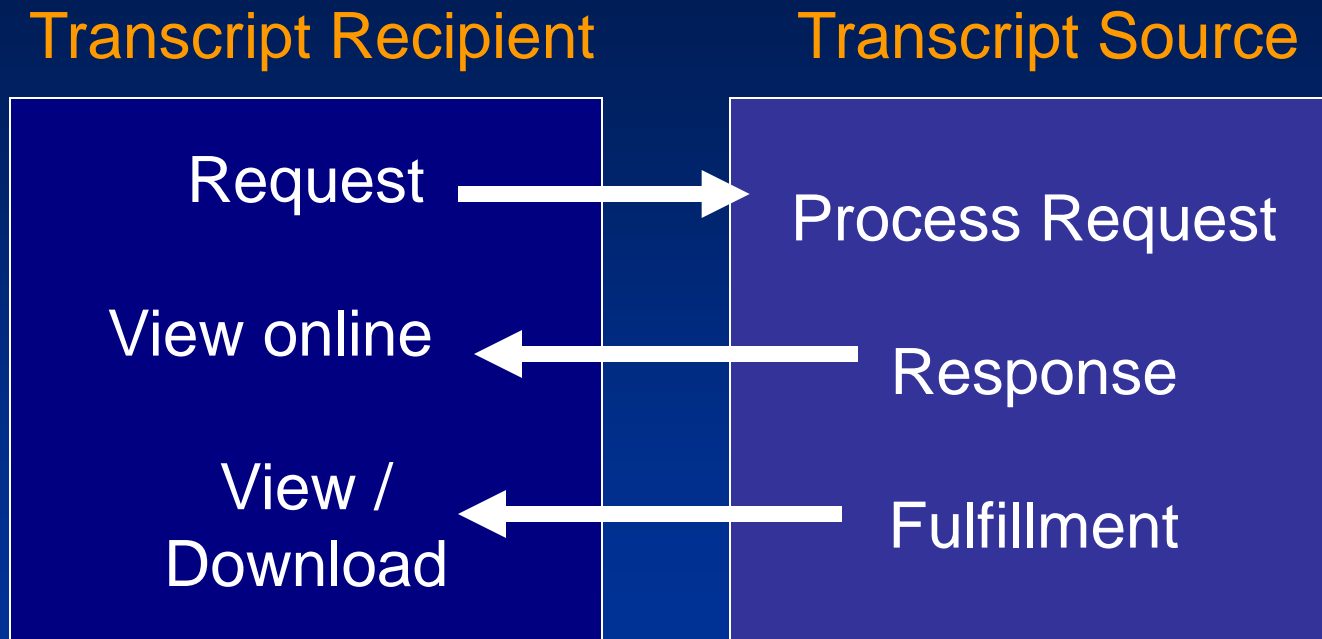 Transcript Recipient
Transcript Source
Request
Process Request
View online
Response
View /
Download
Fulfillment